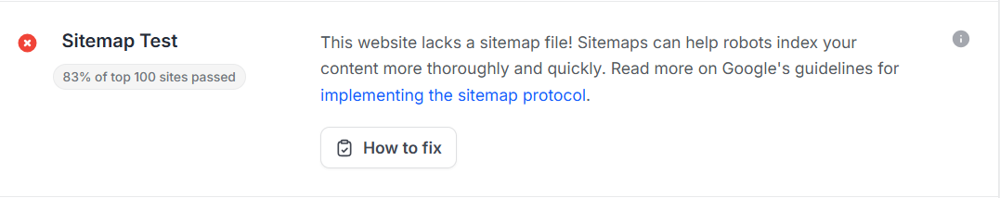 Sitemap Test
83% of top 100 sites passed
This website lacks a sitemap file! Sitemaps can help robots index your
content more thoroughly and quickly. Read more on Google's guidelines for
implementing the sitemap protocol.
How to fix